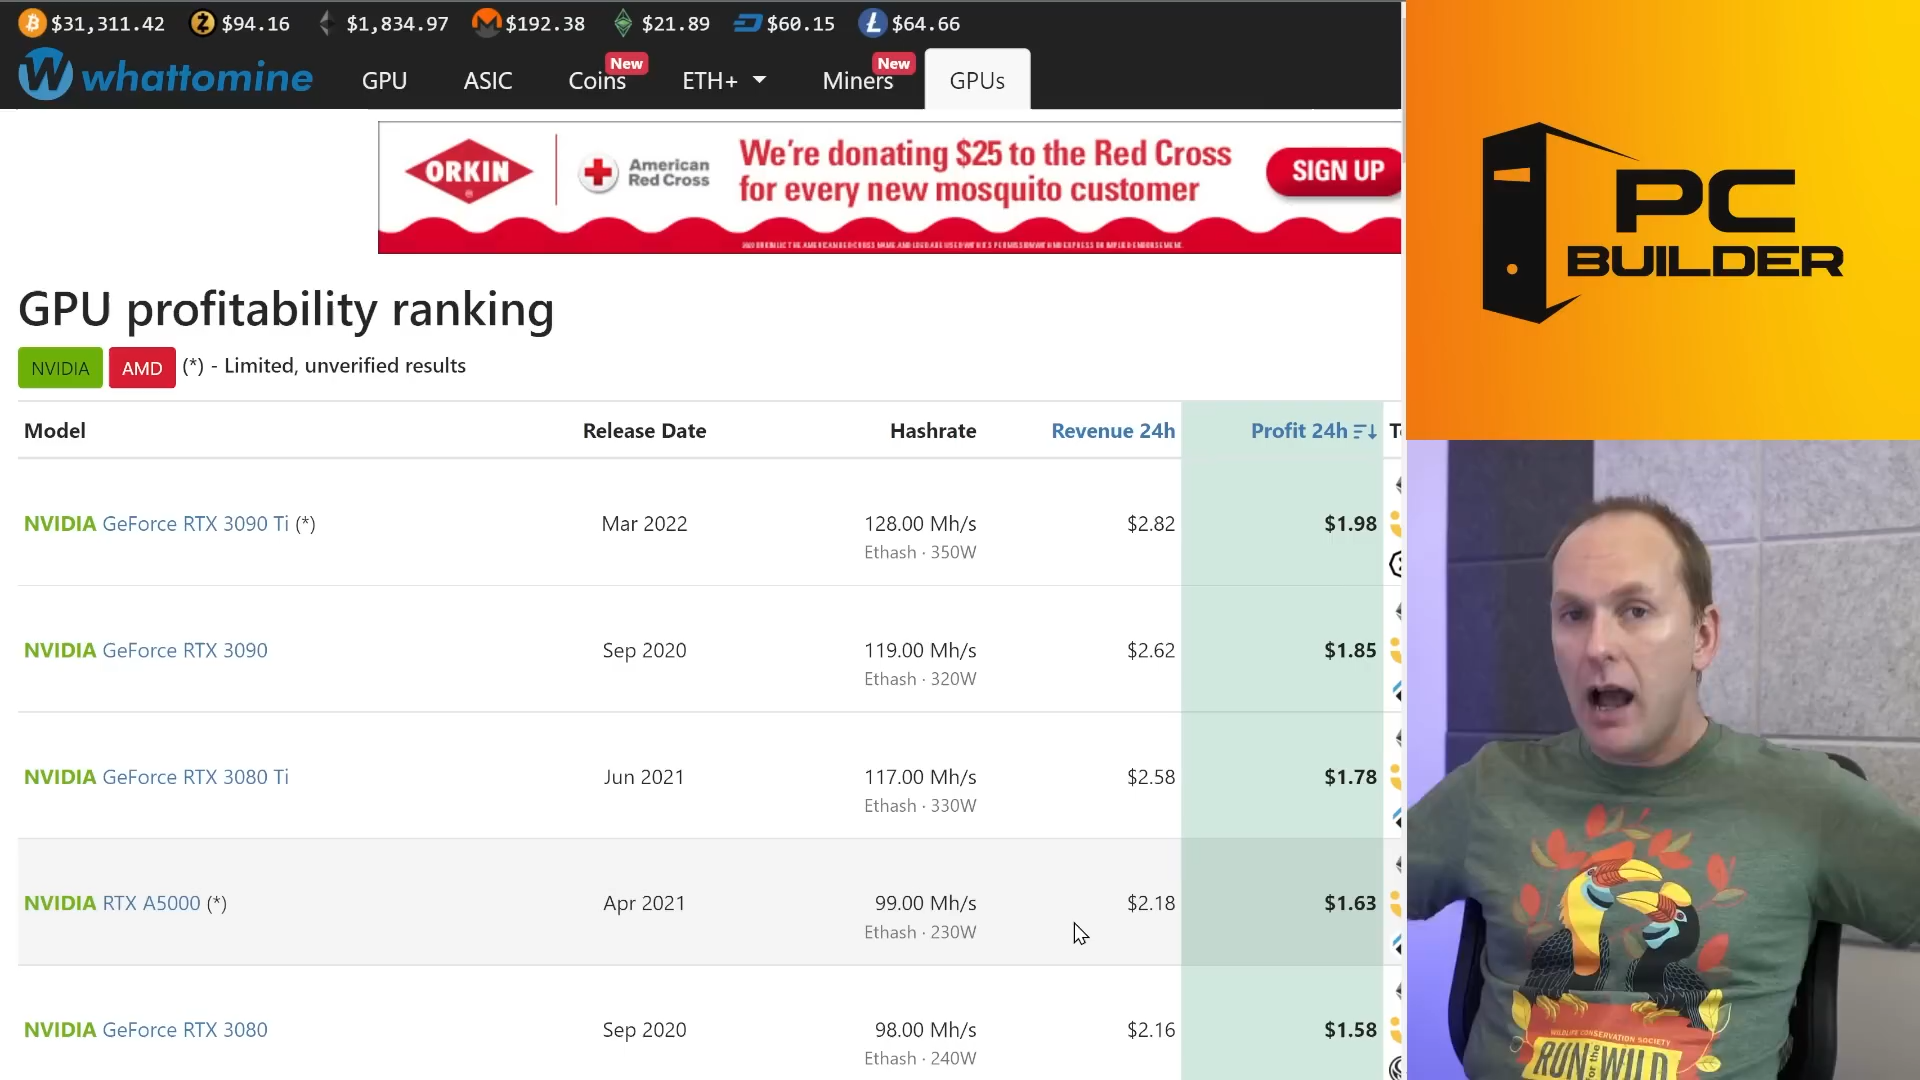 $31,311.42 $94.16 $1,834.97 $192.38 $21.89 $60.15 $64.66
whattomine GPU ASIC Coins New ETH+ Miners New GPUs
ORKIN
American
Red Cross
We're donating $25 to the Red Cross
for every new mosquito customer
SIGN UP
PC
BUILDER
GPU profitability ranking
NVIDIA AMD (*) - Limited, unverified results
Model Release Date Hashrate Revenue 24h Profit 24h
NVIDIA GeForce RTX 3090 Ti (*) Mar 2022 128.00 Mh/s $2.82 $1.98
Ethash · 350W
NVIDIA GeForce RTX 3090 Sep 2020 119.00 Mh/s $2.62 $1.85
Ethash · 320W
NVIDIA GeForce RTX 3080 Ti Jun 2021 117.00 Mh/s $2.58 $1.78
Ethash · 330W
NVIDIA RTX A5000 (*) Apr 2021 99.00 Mh/s $2.18 $1.63
Ethash · 230W
NVIDIA GeForce RTX 3080 Sep 2020 98.00 Mh/s $2.16 $1.58
Ethash · 240W
WILDLIFE CONSERVATION SOCIETY
RUN for the WILD